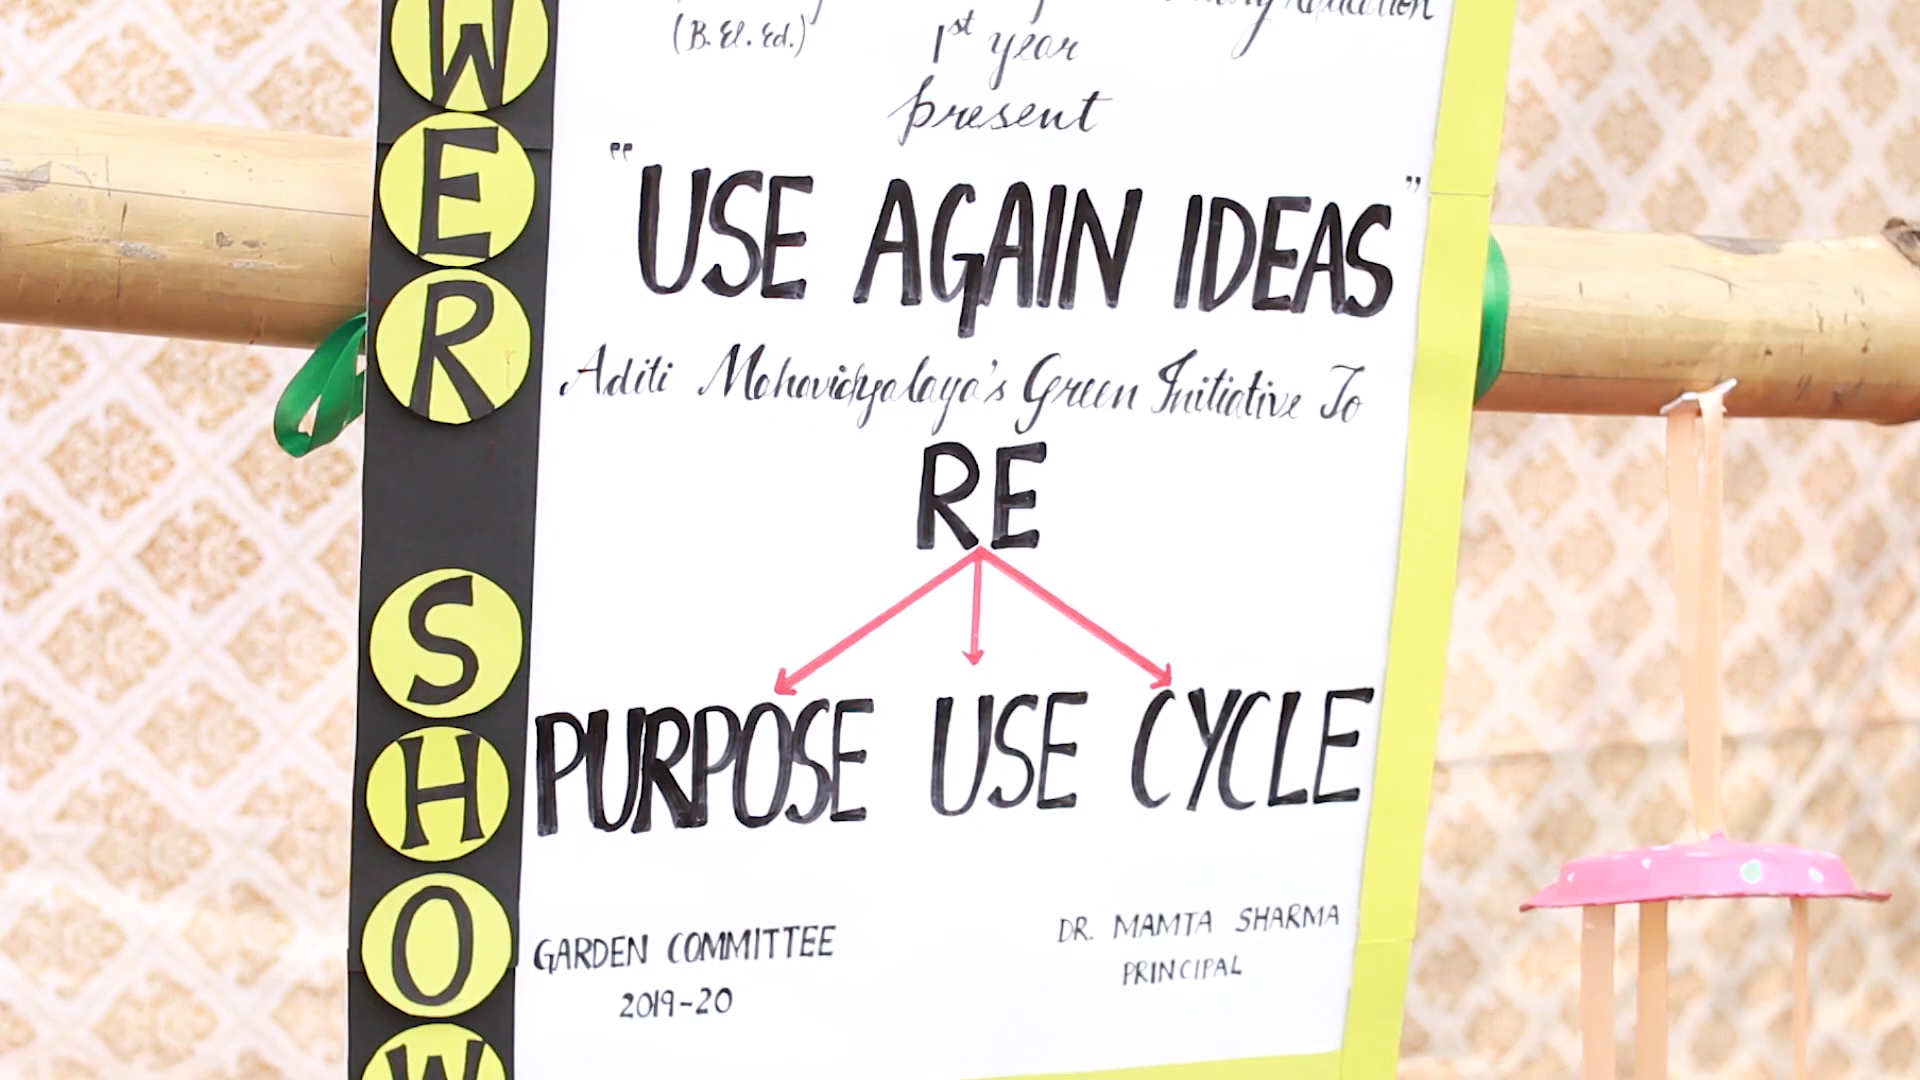 (B. El. Ed.)
1st year
present
"USE AGAIN IDEAS"
Aditi Mahavidyalaya's Green Initiative To
RE
PURPOSE USE CYCLE
GARDEN COMMITTEE
2019-20
DR. MAMTA SHARMA
PRINCIPAL
WER
SHOW